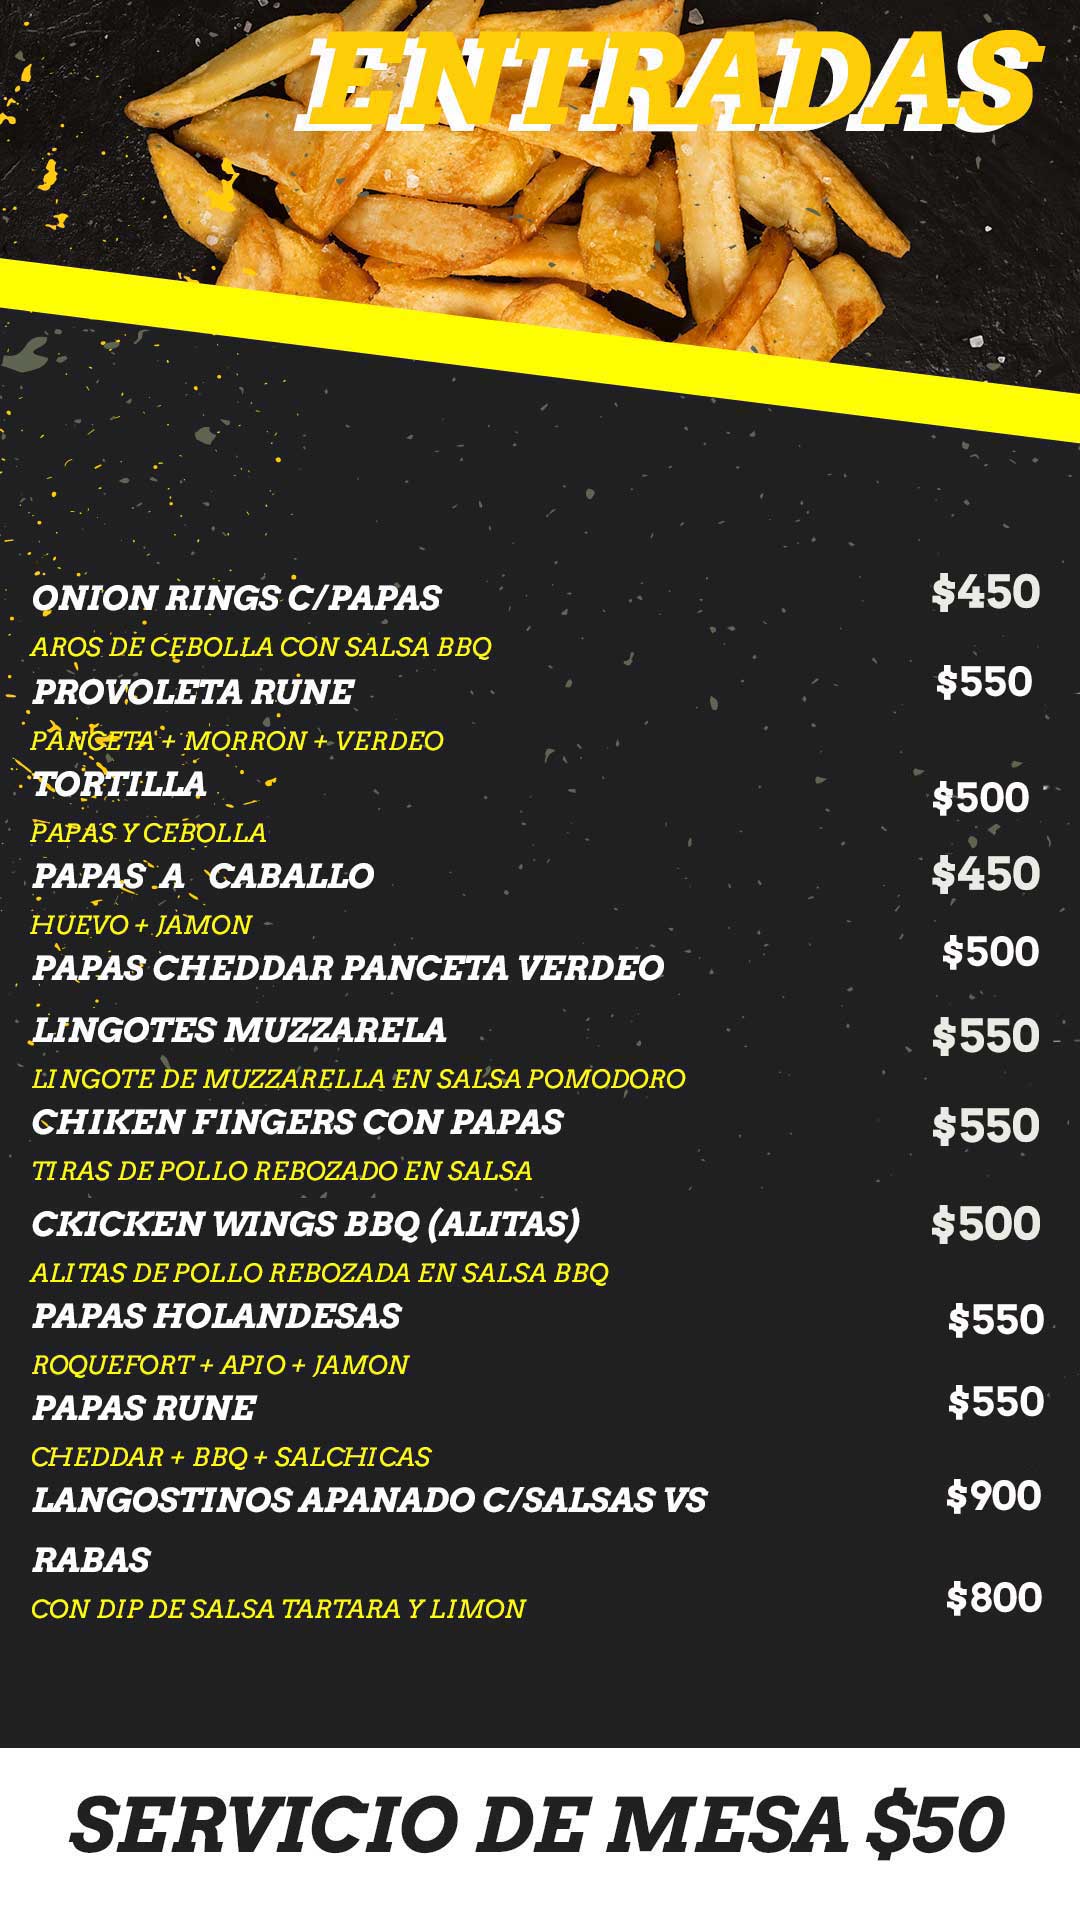 ENTRADAS
ONION RINGS C/PAPAS $450
AROS DE CEBOLLA CON SALSA BBQ
PROVOLETA RUNE $550
PANCETA + MORRON + VERDEO
TORTILLA $500
PAPAS Y CEBOLLA
PAPAS A CABALLO $450
HUEVO + JAMON
PAPAS CHEDDAR PANCETA VERDEO $500
LINGOTES MUZZARELA $550
LINGOTE DE MUZZARELLA EN SALSA POMODORO
CHIKEN FINGERS CON PAPAS $550
TIRAS DE POLLO REBOZADO EN SALSA
CKICKEN WINGS BBQ (ALITAS) $500
ALITAS DE POLLO REBOZADA EN SALSA BBQ
PAPAS HOLANDESAS $550
ROQUEFORT + APIO + JAMON
PAPAS RUNE $550
CHEDDAR + BBQ + SALCHICAS
LANGOSTINOS APANADO C/SALSAS VS $900
RABAS
CON DIP DE SALSA TARTARA Y LIMON $800
SERVICIO DE MESA $50